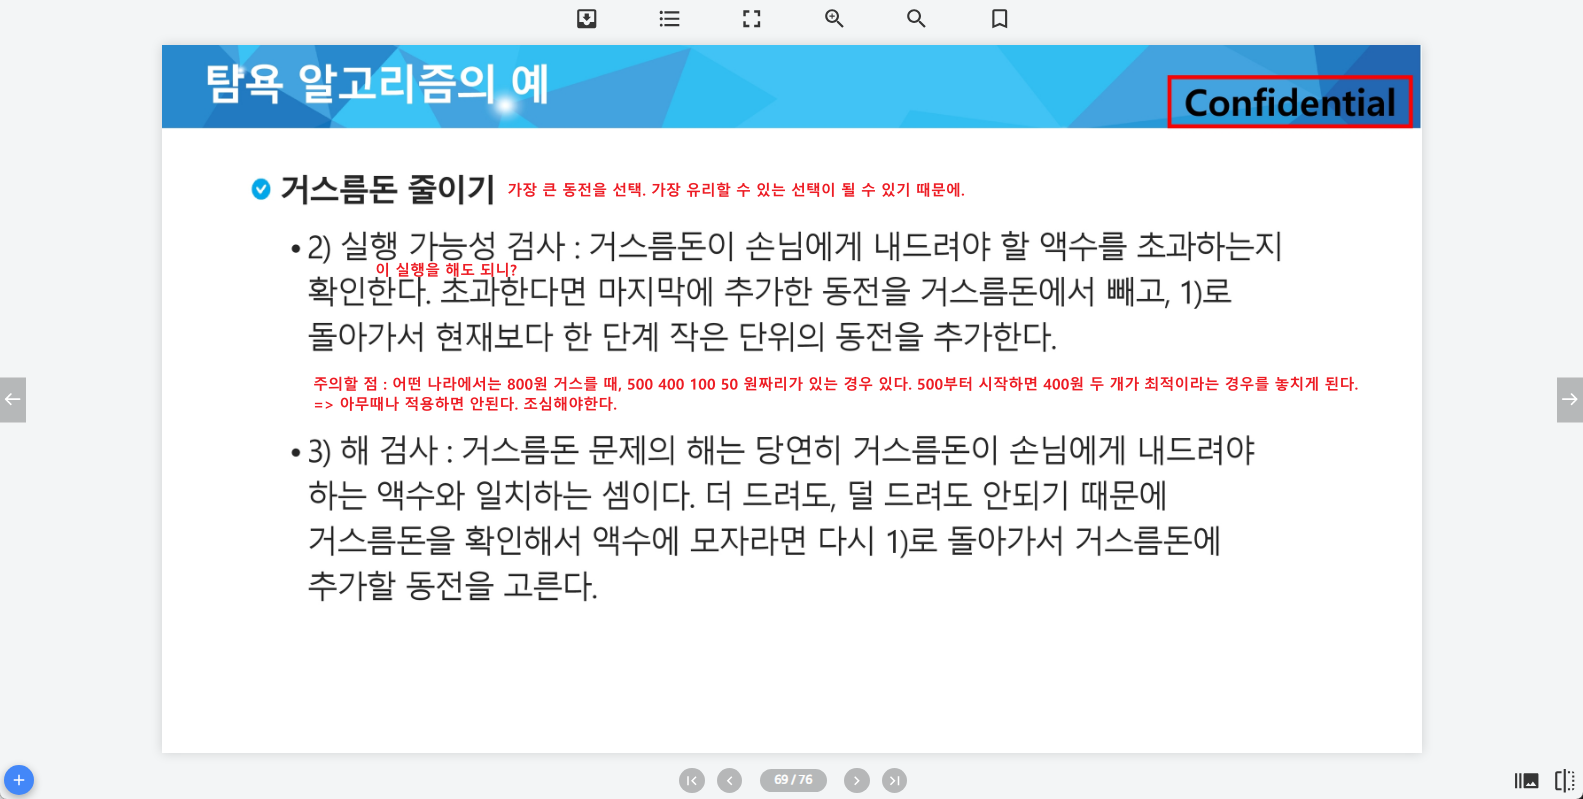 탐욕 알고리즘의 예
Confidential
거스름돈 줄이기 가장 큰 동전을 선택. 가장 유리할 수 있는 선택이 될 수 있기 때문에.
• 2) 실행 가능성 검사 : 거스름돈이 손님에게 내드려야 할 액수를 초과하는지
이 실행을 해도 되니?
확인한다. 초과한다면 마지막에 추가한 동전을 거스름돈에서 빼고, 1)로
돌아가서 현재보다 한 단계 작은 단위의 동전을 추가한다.
주의할 점 : 어떤 나라에서는 800원 거스를 때, 500 400 100 50 원짜리가 있는 경우 있다. 500부터 시작하면 400원 두 개가 최적이라는 경우를 놓치게 된다.
=> 아무때나 적용하면 안된다. 조심해야한다.
• 3) 해 검사 : 거스름돈 문제의 해는 당연히 거스름돈이 손님에게 내드려야
하는 액수와 일치하는 셈이다. 더 드려도, 덜 드려도 안되기 때문에
거스름돈을 확인해서 액수에 모자라면 다시 1)로 돌아가서 거스름돈에
추가할 동전을 고른다.
69 / 76